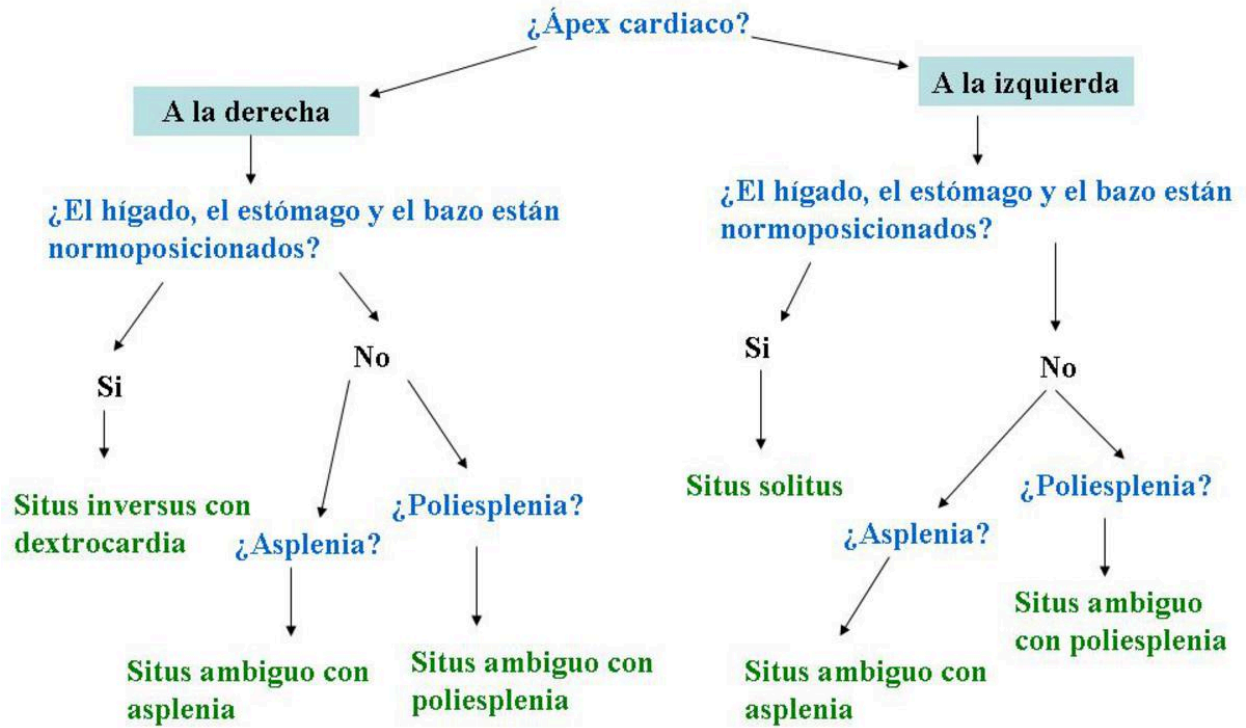 ¿Ápex cardiaco?
A la derecha
A la izquierda
¿El hígado, el estómago y el bazo están
normoposicionados?
Si
No
Situs inversus con
dextrocardia
¿Asplenia?
¿Poliesplenia?
Situs ambiguo con
asplenia
Situs ambiguo con
poliesplenia
¿El hígado, el estómago y el bazo están
normoposicionados?
Si
No
Situs solitus
¿Asplenia?
¿Poliesplenia?
Situs ambiguo con
asplenia
Situs ambiguo
con poliesplenia